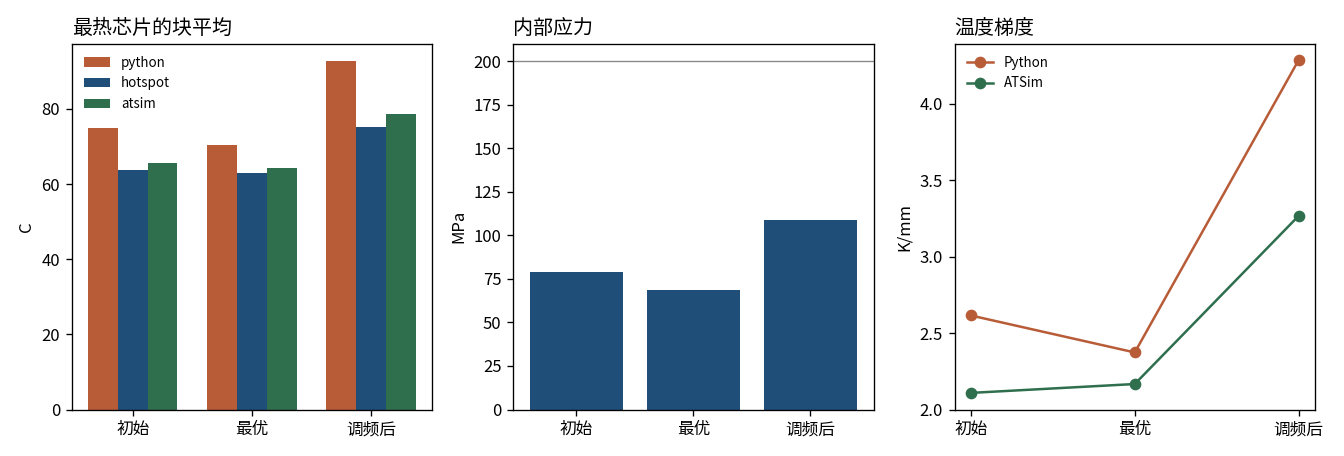 最热芯片的块平均
C
80
60
40
20
0
python
hotspot
atsim
初始
最优
调频后
内部应力
MPa
200
175
150
125
100
75
50
25
0
初始
最优
调频后
温度梯度
K/mm
4.0
3.5
3.0
2.5
2.0
Python
ATSim
初始
最优
调频后